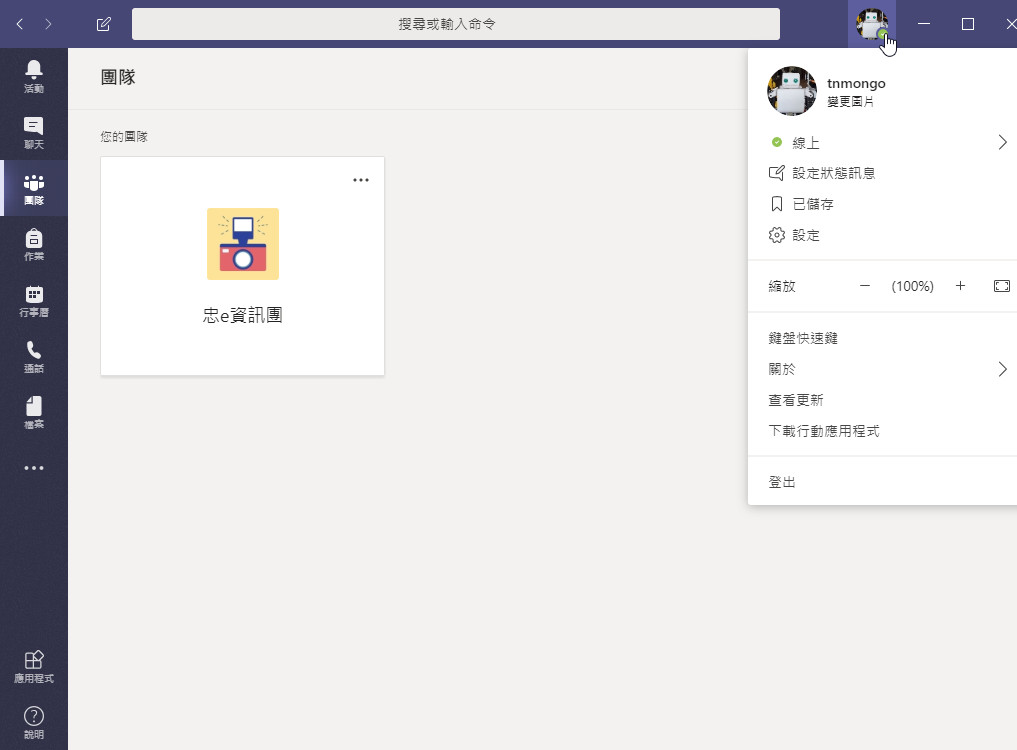 搜尋或輸入命令
活動
聊天
團隊
作業
行事曆
通話
檔案
應用程式
說明
團隊
您的團隊
忠e資訊團
tnmongo
變更圖片
線上
設定狀態訊息
已儲存
設定
縮放
(100%)
鍵盤快速鍵
關於
查看更新
下載行動應用程式
登出